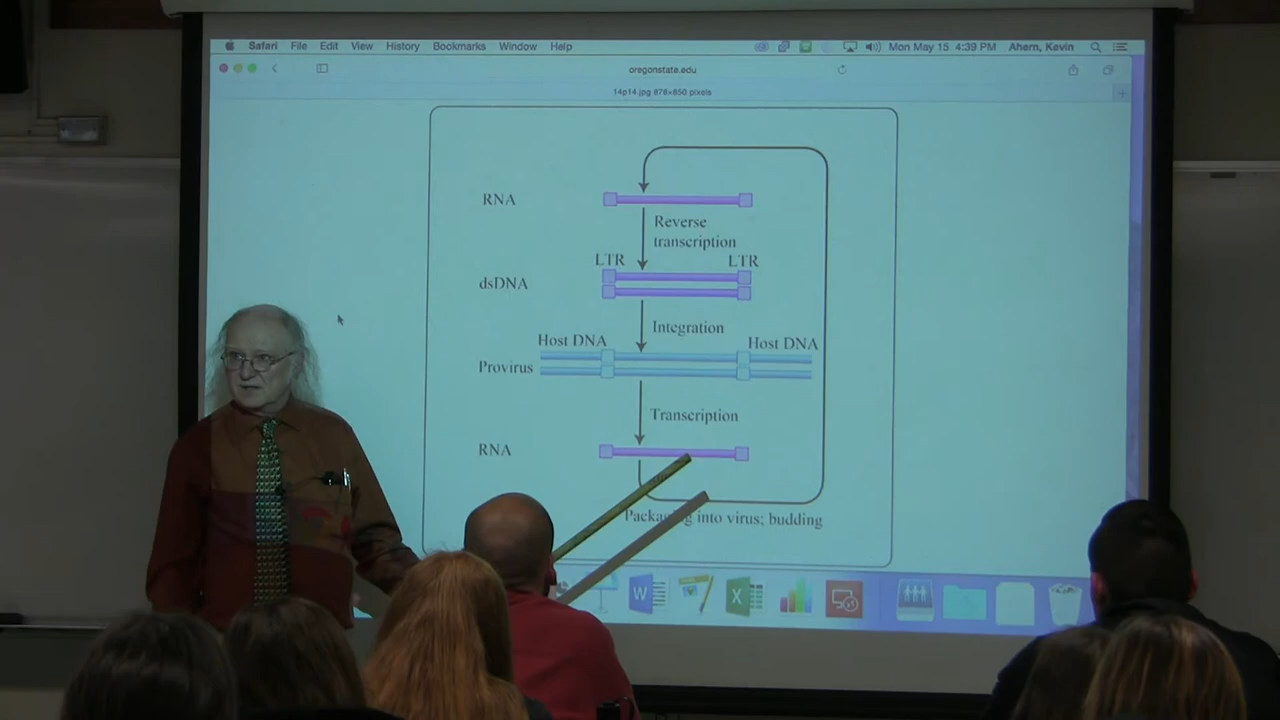 Safari File Edit View History Bookmarks Window Help Mon May 15 4:39 PM Ahern, Kevin
oregonstate.edu
14p14.jpg 876×850 pixels
RNA
Reverse
transcription
LTR LTR
dsDNA
Integration
Host DNA Host DNA
Provirus
Transcription
RNA
Packaging into virus; budding